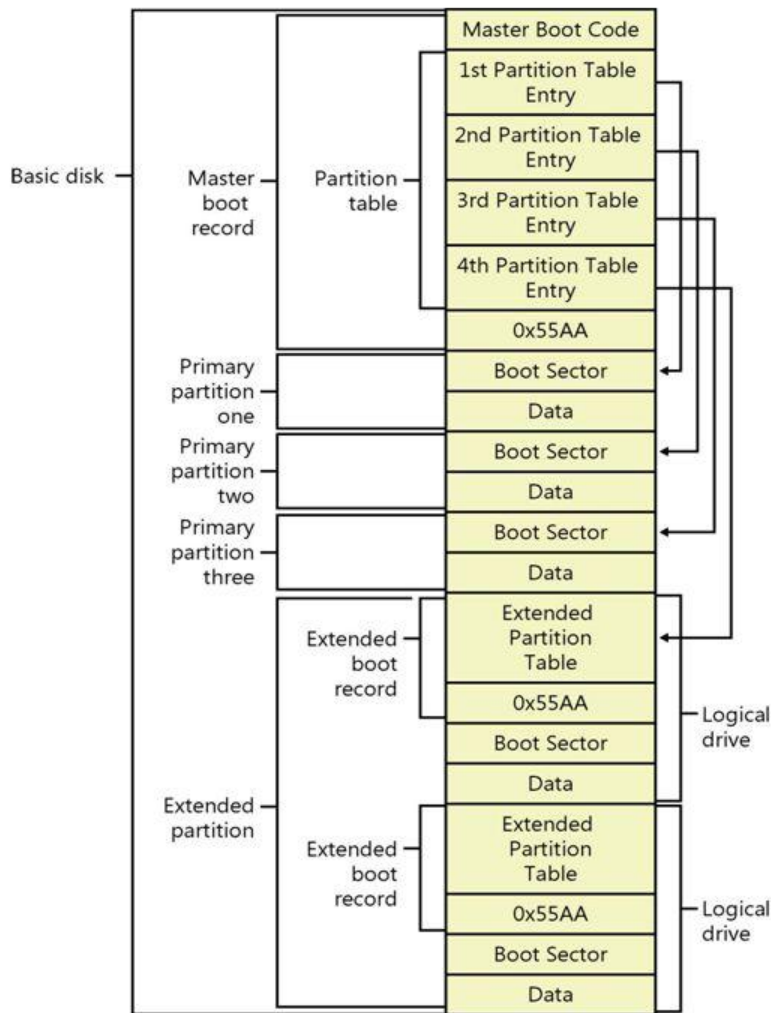 Master Boot Code
1st Partition Table
Entry
2nd Partition Table
Entry
Basic disk
Master
boot
record
Partition
table
3rd Partition Table
Entry
4th Partition Table
Entry
0x55AA
Primary
partition
one
Boot Sector
Data
Primary
partition
two
Boot Sector
Data
Primary
partition
three
Boot Sector
Data
Extended
boot
record
Extended
Partition
Table
0x55AA
Logical
drive
Boot Sector
Data
Extended
partition
Extended
boot
record
Extended
Partition
Table
0x55AA
Logical
drive
Boot Sector
Data